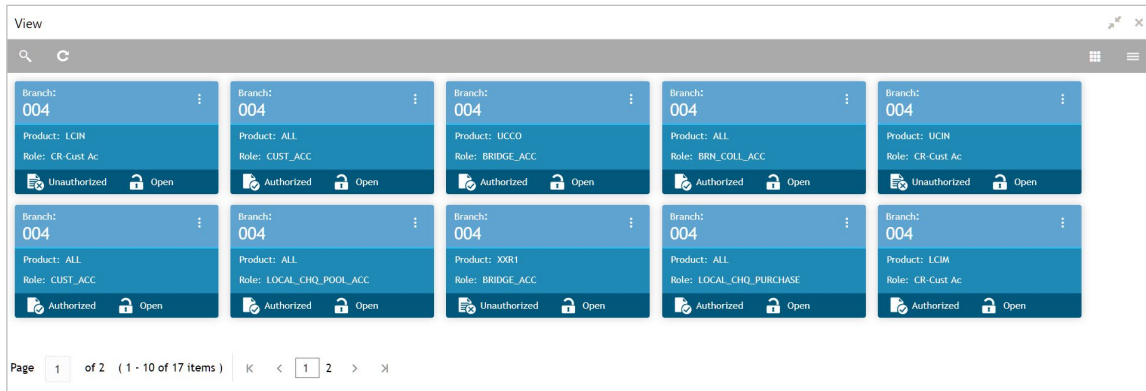 View
Branch:
004
Product: LCIN
Role: CR-Cust Ac
Unauthorized Open
Branch:
004
Product: ALL
Role: CUST_ACC
Authorized Open
Branch:
004
Product: UCCO
Role: BRIDGE_ACC
Authorized Open
Branch:
004
Product: ALL
Role: BRN_COLL_ACC
Authorized Open
Branch:
004
Product: UCIN
Role: CR-Cust Ac
Unauthorized Open
Branch:
004
Product: ALL
Role: CUST_ACC
Authorized Open
Branch:
004
Product: ALL
Role: LOCAL_CHQ_POOL_ACC
Authorized Open
Branch:
004
Product: XXR1
Role: BRIDGE_ACC
Unauthorized Open
Branch:
004
Product: ALL
Role: LOCAL_CHQ_PURCHASE
Authorized Open
Branch:
004
Product: LCIM
Role: CR-Cust Ac
Authorized Open
Page 1 of 2 ( 1 - 10 of 17 items ) 1 2